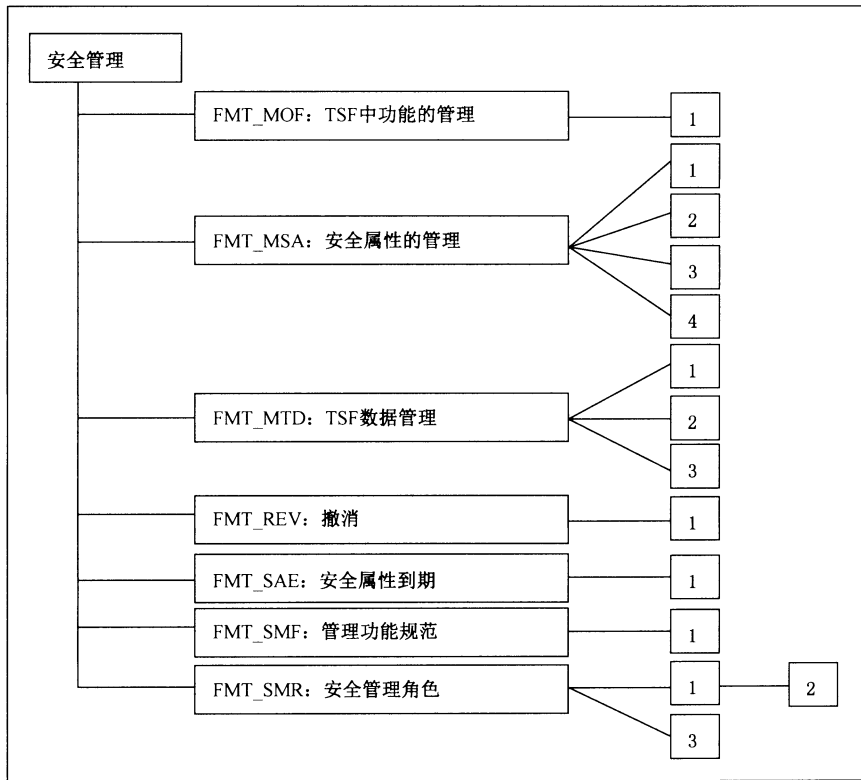 安全管理
FMT_MOF：TSF中功能的管理
1
FMT_MSA：安全属性的管理
1
2
3
4
FMT_MTD：TSF数据管理
1
2
3
FMT_REV：撤消
1
FMT_SAE：安全属性到期
1
FMT_SMF：管理功能规范
1
FMT_SMR：安全管理角色
1
2
3